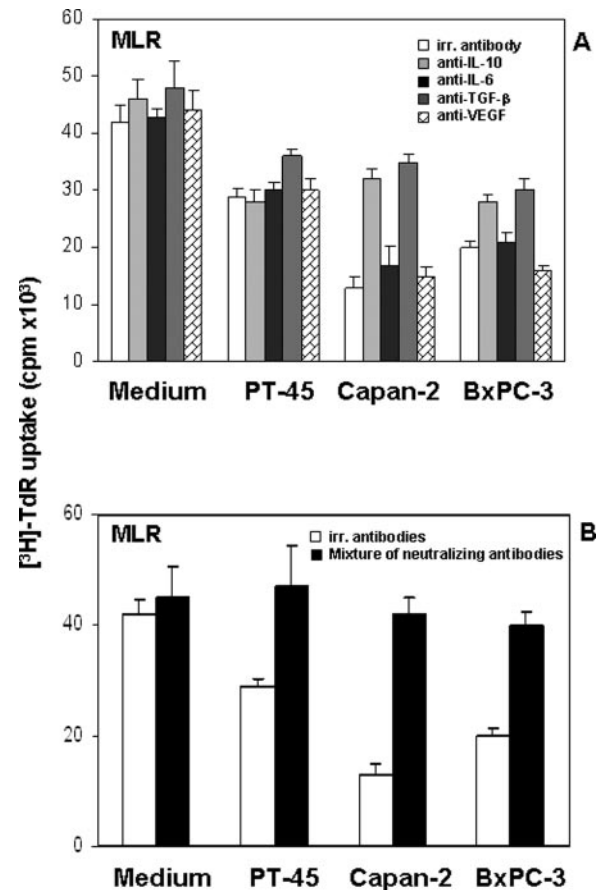 MLR
A
irr. antibody
anti-IL-10
anti-IL-6
anti-TGF-β
anti-VEGF
60
50
40
30
20
10
0
Medium PT-45 Capan-2 BxPC-3
[³H]-TdR uptake (cpm x10³)
MLR
B
irr. antibodies
Mixture of neutralizing antibodies
60
40
20
0
Medium PT-45 Capan-2 BxPC-3